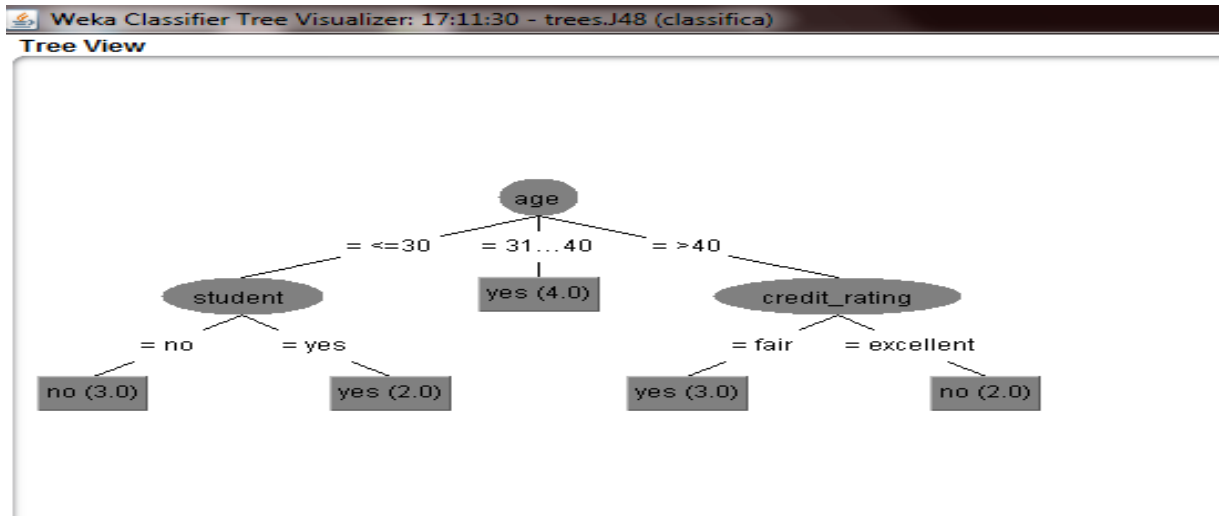 Weka Classifier Tree Visualizer: 17:11:30 - trees.J48 (classifica)
Tree View
age
= <=30 = 31...40 = >40
student yes (4.0) credit_rating
= no = yes = fair = excellent
no (3.0) yes (2.0) yes (3.0) no (2.0)